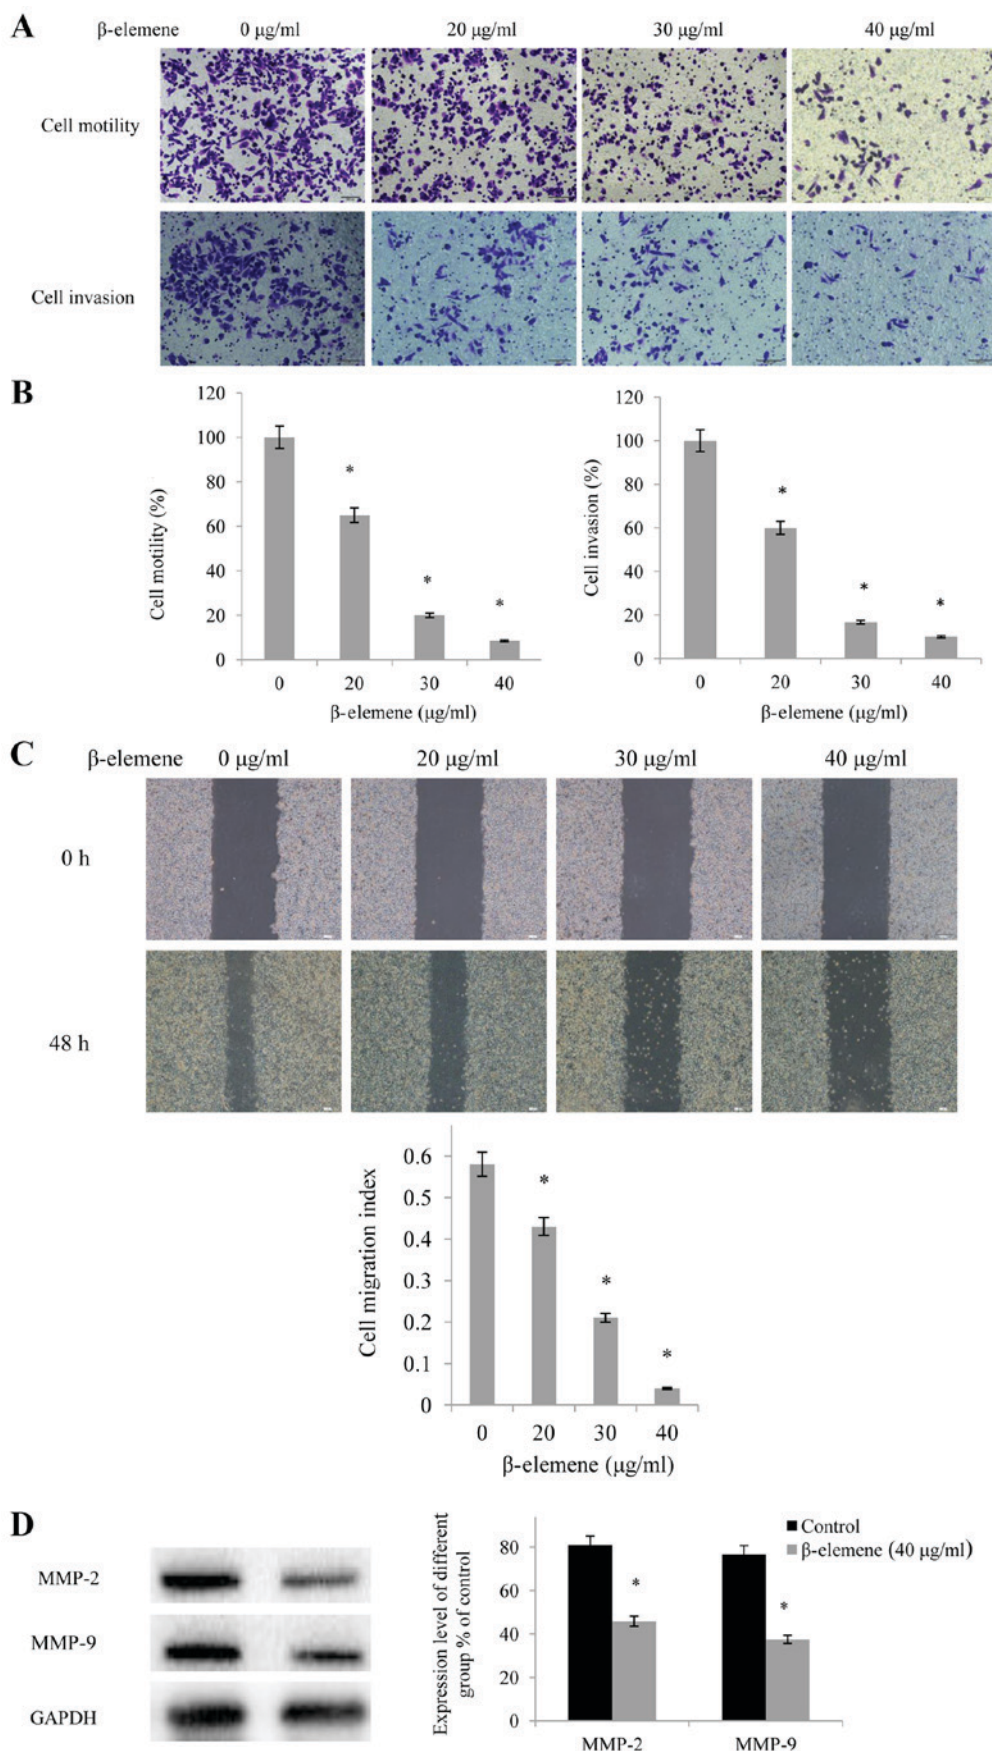 A
β-elemene 0 µg/ml 20 µg/ml 30 µg/ml 40 µg/ml
Cell motility
Cell invasion
B
120
100
80
60
40
20
0
Cell motility (%)
*
*
*
0 20 30 40
β-elemene (µg/ml)
120
100
80
60
40
20
0
Cell invasion (%)
*
*
*
0 20 30 40
β-elemene (µg/ml)
C
β-elemene 0 µg/ml 20 µg/ml 30 µg/ml 40 µg/ml
0 h
48 h
0.6
0.5
0.4
0.3
0.2
0.1
0
Cell migration index
*
*
*
0 20 30 40
β-elemene (µg/ml)
D
MMP-2
MMP-9
GAPDH
Expression level of different
group % of control
80
60
40
20
0
Control
β-elemene (40 µg/ml)
*
*
MMP-2 MMP-9